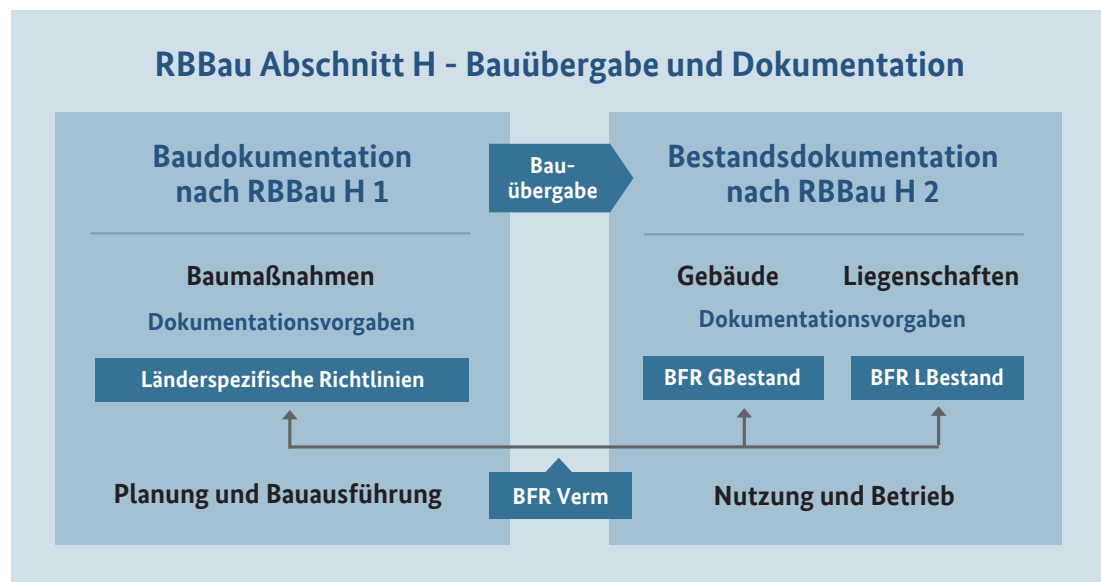 RBBau Abschnitt H - Bauübergabe und Dokumentation
Baudokumentation
nach RBBau H 1
Bau-
übergabe
Bestandsdokumentation
nach RBBau H 2
Baumaßnahmen
Dokumentationsvorgaben
Länderspezifische Richtlinien
Gebäude
Liegenschaften
Dokumentationsvorgaben
BFR GBestand
BFR LBestand
Planung und Bauausführung
BFR Verm
Nutzung und Betrieb